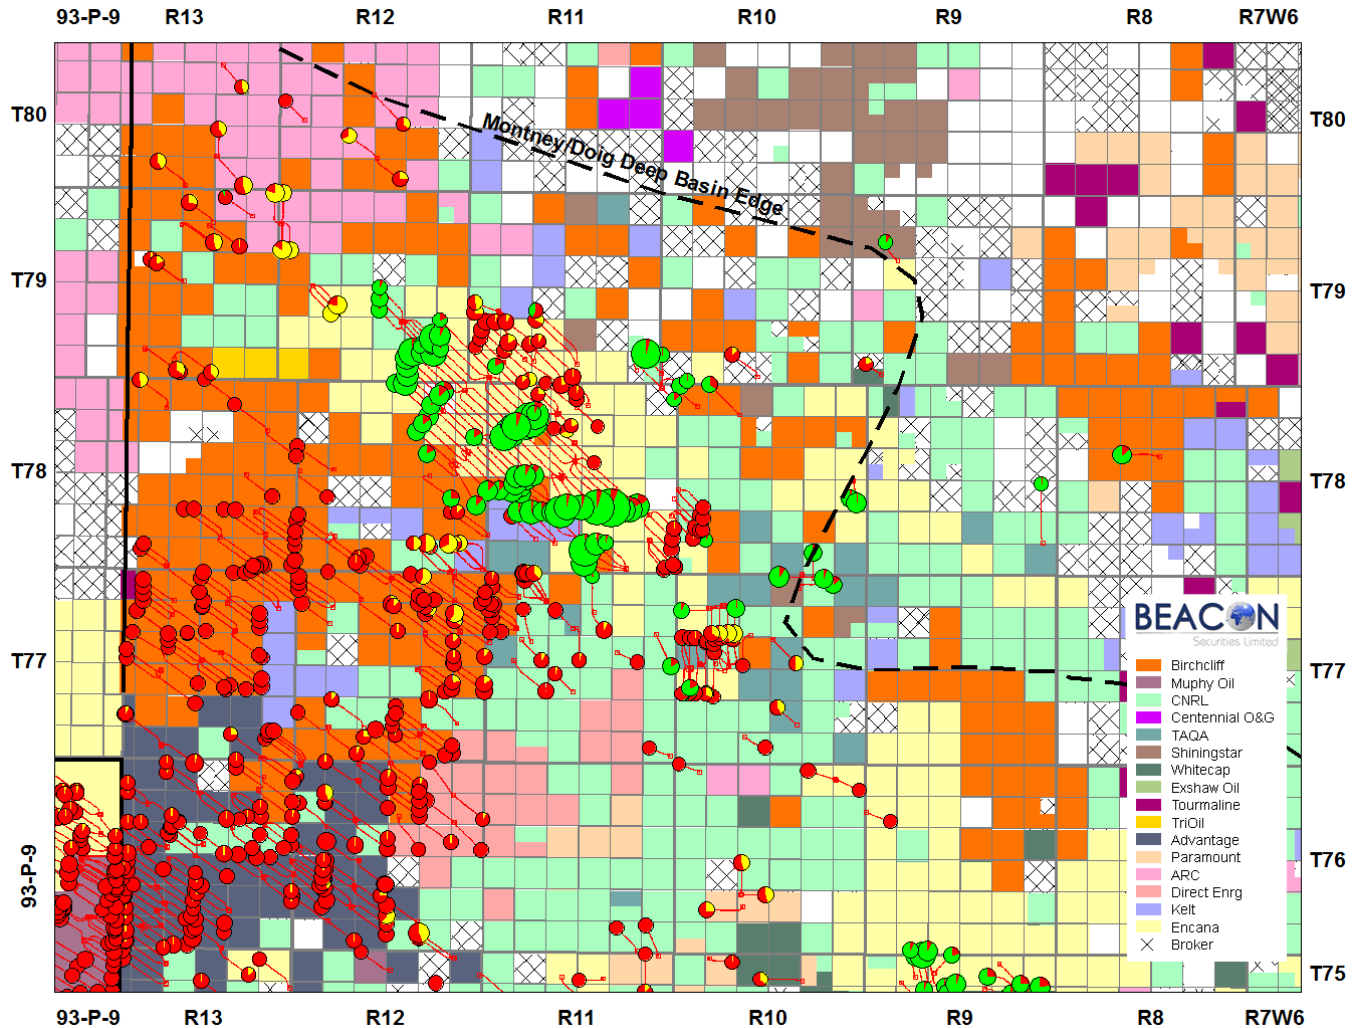 93-P-9 R13 R12 R11 R10 R9 R8 R7W6
T80
T80
Montney/Doig Deep Basin Edge
T79
T79
T78
T78
T77
T77
BEACON
Securities Limited
Birchcliff
Muphy Oil
CNRL
Centennial O&G
TAQA
Shiningstar
Whitecap
Exshaw Oil
Tourmaline
TriOil
Advantage
Paramount
ARC
Direct Enrg
Kelt
Encana
Broker
93-P-9
T76
T75
93-P-9 R13 R12 R11 R10 R9 R8 R7W6